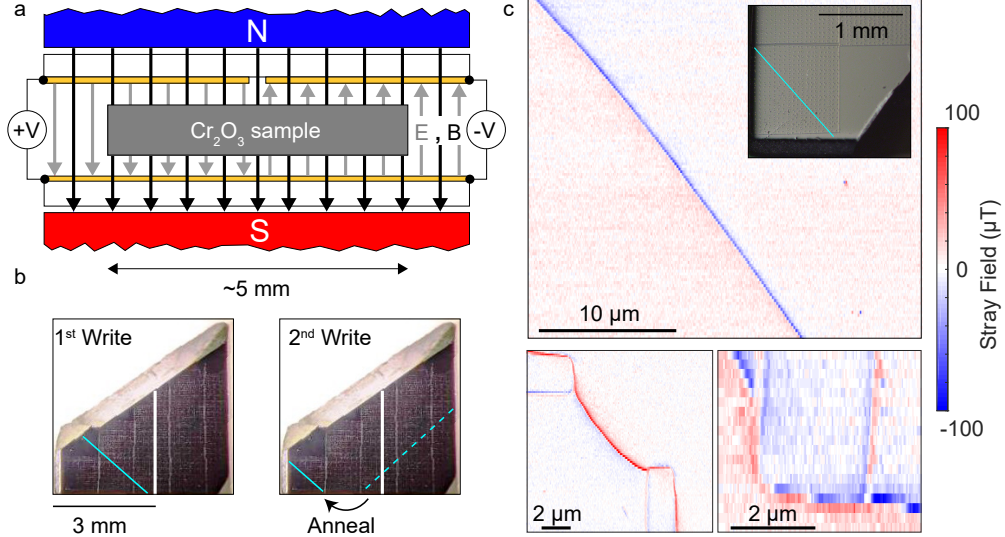 a
N
+V
Cr₂O₃ sample
E , B
-V
S
~5 mm
b
1st Write
2nd Write
3 mm
Anneal
c
1 mm
10 µm
2 µm
2 µm
100
0
-100
Stray Field (µT)